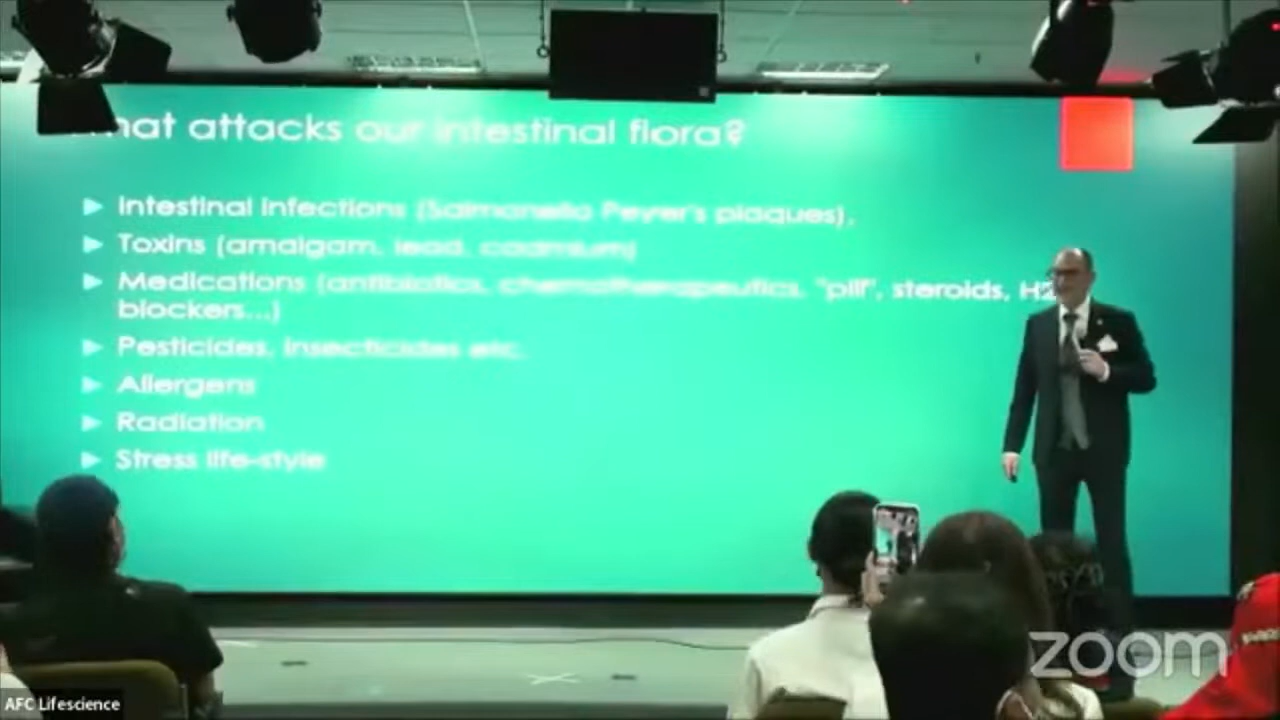 What attacks our intestinal flora?
Intestinal infections (Salmonella Peyer's plaques),
Toxins (amalgam, lead, cadmium)
Medications (antibiotics, chemotherapeutics, "pill", steroids, H2
blockers...)
Pesticides, insecticides etc.
Allergens
Radiation
Stress life-style
zoom
AFC Lifescience